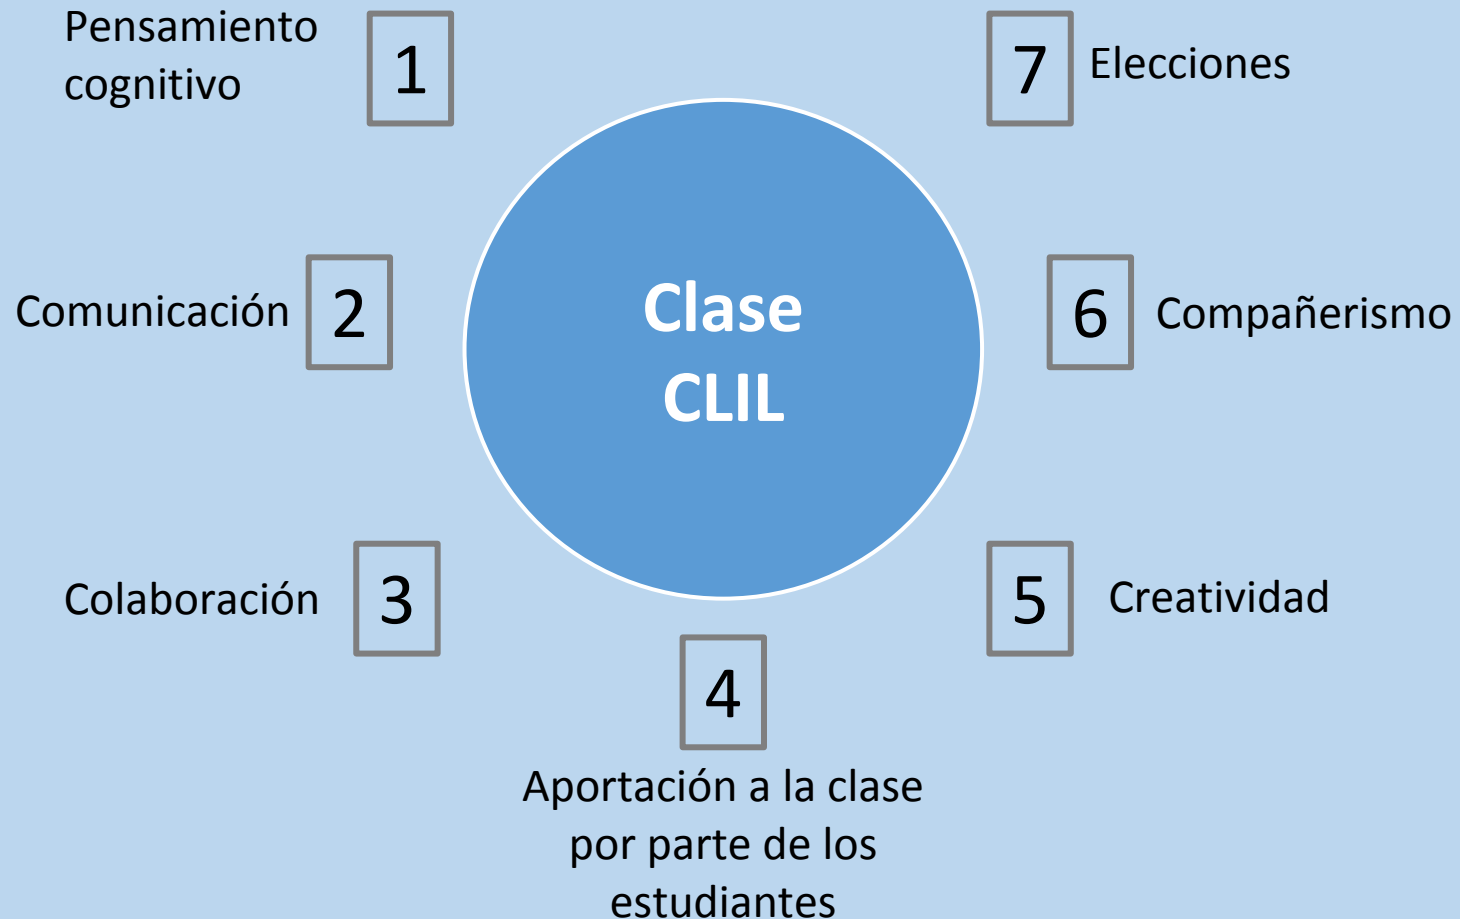 Pensamiento
cognitivo
1
7
Elecciones
Comunicación
2
Clase
CLIL
6
Compañerismo
Colaboración
3
5
Creatividad
4
Aportación a la clase
por parte de los
estudiantes